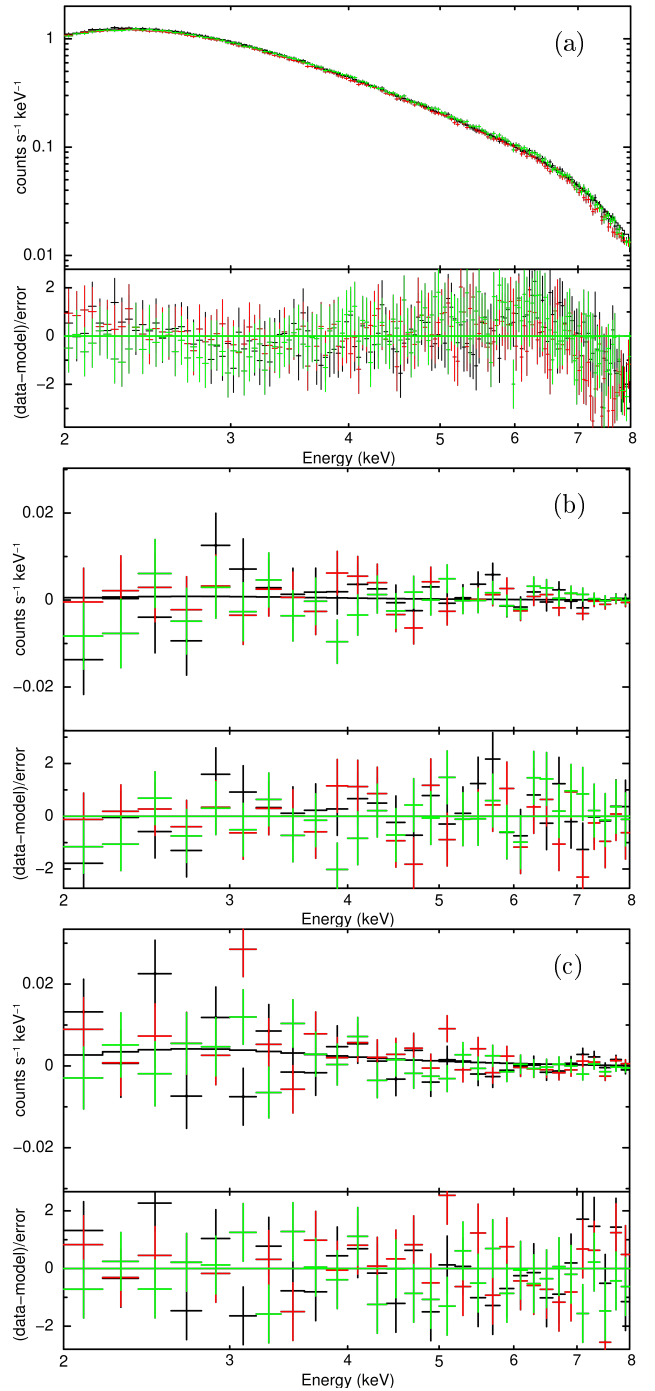 (a)
counts s⁻¹ keV⁻¹
1
0.1
0.01
(data−model)/error
2
0
−2
2 3 4 5 6 7 8
Energy (keV)
(b)
counts s⁻¹ keV⁻¹
0.02
0
−0.02
(data−model)/error
2
0
−2
2 3 4 5 6 7 8
Energy (keV)
(c)
counts s⁻¹ keV⁻¹
0.02
0
−0.02
(data−model)/error
2
0
−2
2 3 4 5 6 7 8
Energy (keV)